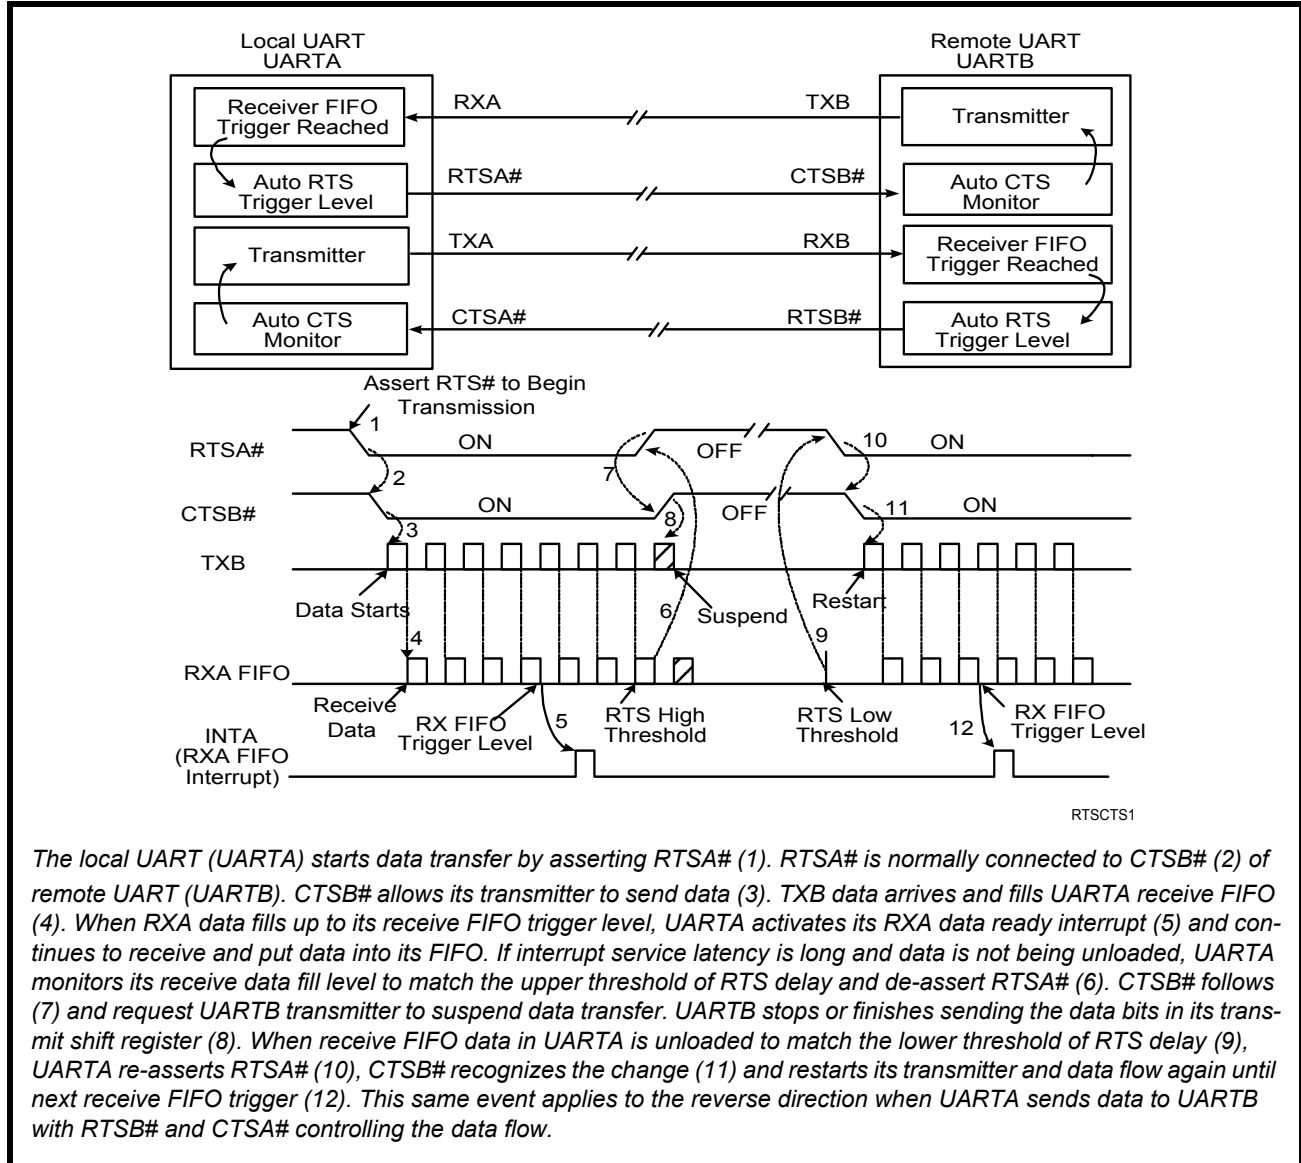 Local UART
UARTA
Remote UART
UARTB
Receiver FIFO
Trigger Reached
RXA
TXB
Transmitter
Auto RTS
Trigger Level
RTSA#
CTSB#
Auto CTS
Monitor
Transmitter
TXA
RXB
Receiver FIFO
Trigger Reached
Auto CTS
Monitor
CTSA#
RTSB#
Auto RTS
Trigger Level
Assert RTS# to Begin
Transmission
RTSA#
1
ON
7
OFF
10
ON
CTSB#
2
ON
8
OFF
11
ON
TXB
3
Data Starts
6
Suspend
Restart
4
9
RXA FIFO
Receive
Data
RX FIFO
Trigger Level
5
RTS High
Threshold
RTS Low
Threshold
12
RX FIFO
Trigger Level
INTA
(RXA FIFO
Interrupt)
RTSCTS1
The local UART (UARTA) starts data transfer by asserting RTSA# (1). RTSA# is normally connected to CTSB# (2) of
remote UART (UARTB). CTSB# allows its transmitter to send data (3). TXB data arrives and fills UARTA receive FIFO
(4). When RXA data fills up to its receive FIFO trigger level, UARTA activates its RXA data ready interrupt (5) and con-
tinues to receive and put data into its FIFO. If interrupt service latency is long and data is not being unloaded, UARTA
monitors its receive data fill level to match the upper threshold of RTS delay and de-assert RTSA# (6). CTSB# follows
(7) and request UARTB transmitter to suspend data transfer. UARTB stops or finishes sending the data bits in its trans-
mit shift register (8). When receive FIFO data in UARTA is unloaded to match the lower threshold of RTS delay (9),
UARTA re-asserts RTSA# (10), CTSB# recognizes the change (11) and restarts its transmitter and data flow again until
next receive FIFO trigger (12). This same event applies to the reverse direction when UARTA sends data to UARTB
with RTSB# and CTSA# controlling the data flow.